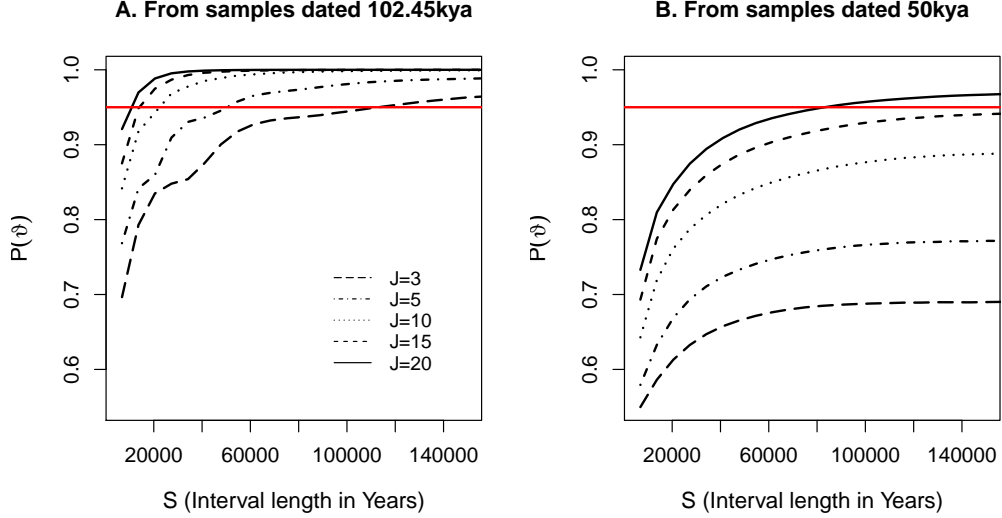 A. From samples dated 102.45kya
B. From samples dated 50kya
P(ϑ)
1.0
0.9
0.8
0.7
0.6
J=3
J=5
J=10
J=15
J=20
20000 60000 100000 140000
S (Interval length in Years)
P(ϑ)
1.0
0.9
0.8
0.7
0.6
20000 60000 100000 140000
S (Interval length in Years)